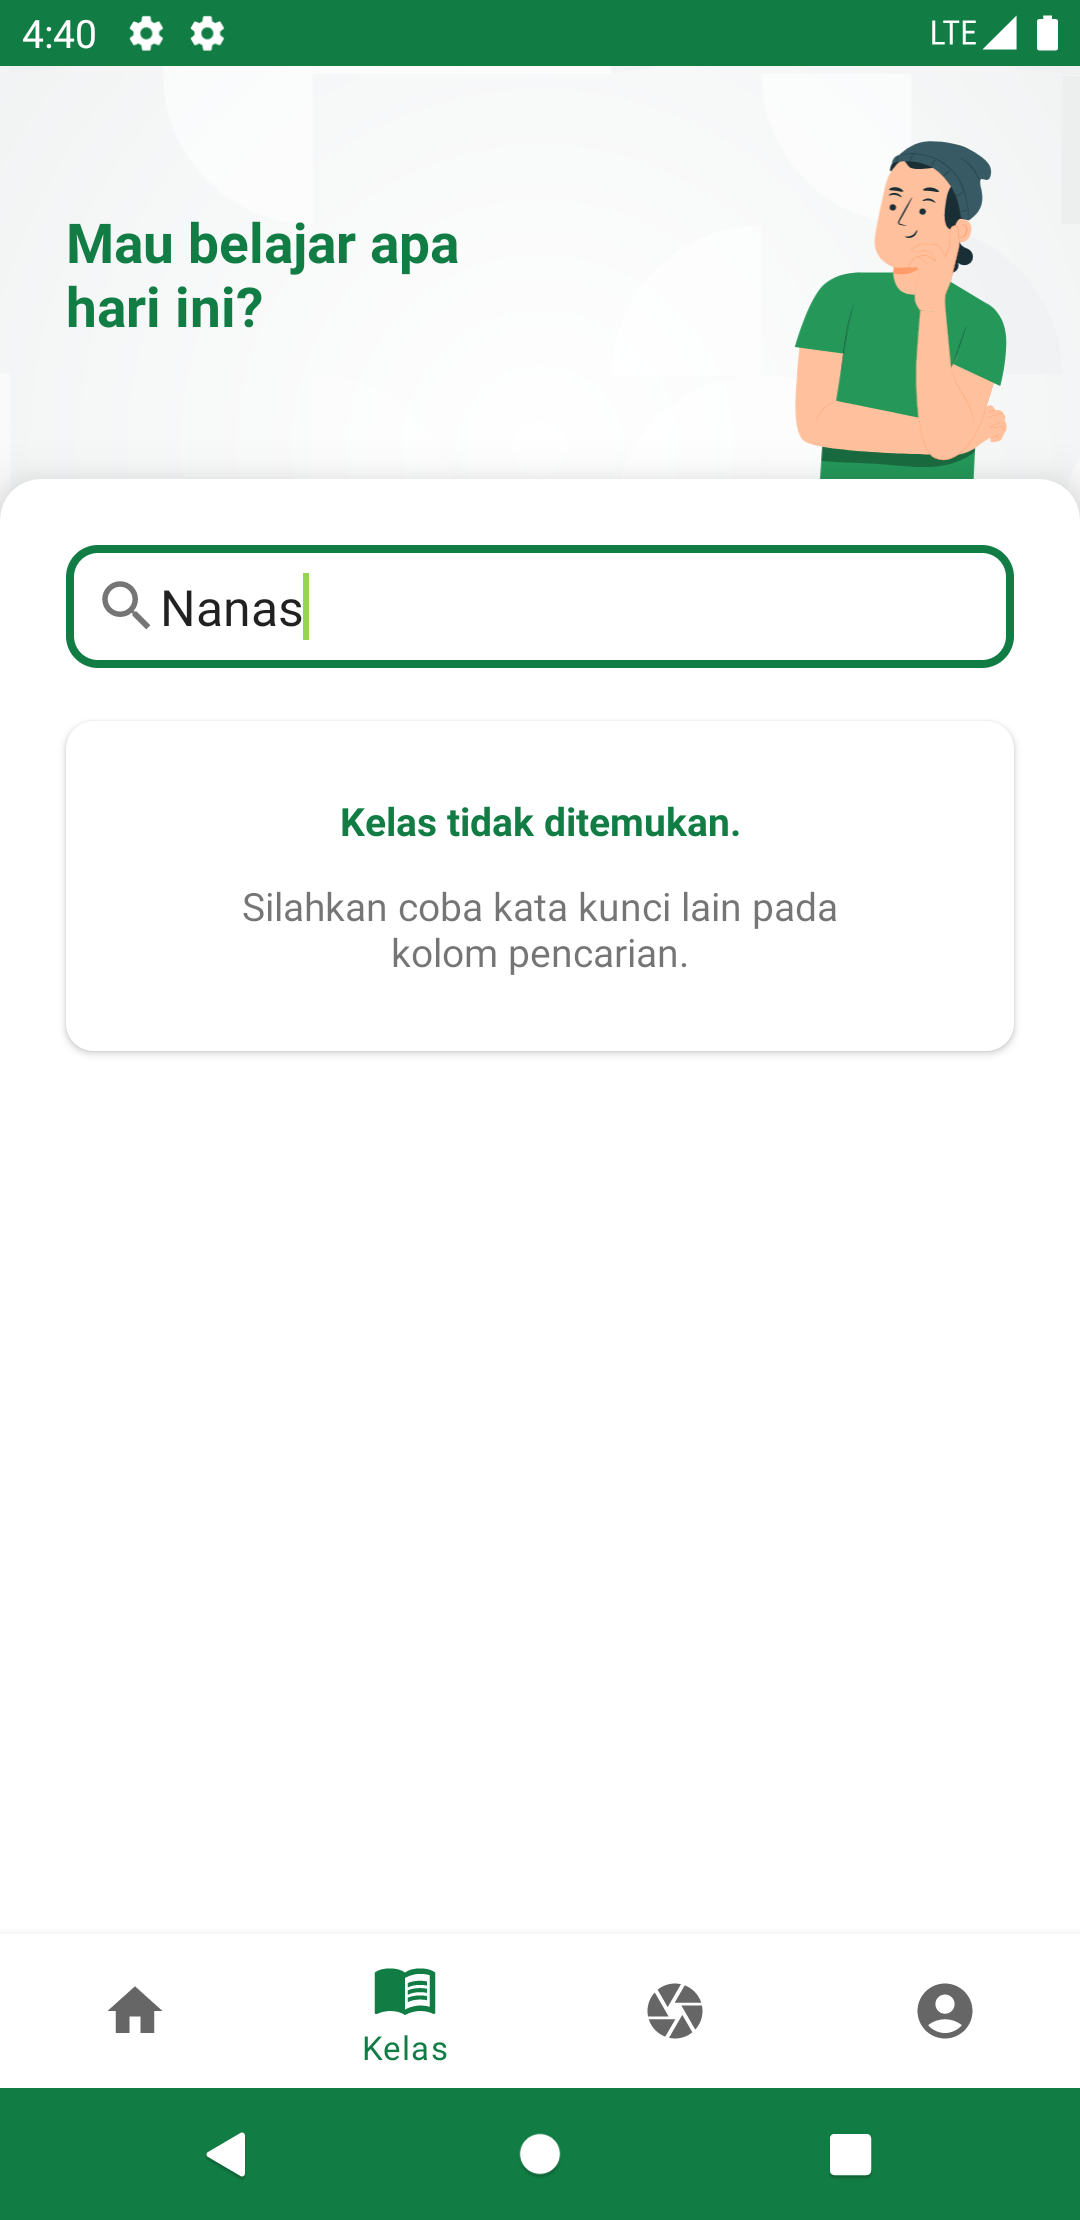 4:40
LTE
Mau belajar apa
hari ini?
Nanas
Kelas tidak ditemukan.
Silahkan coba kata kunci lain pada
kolom pencarian.
Kelas